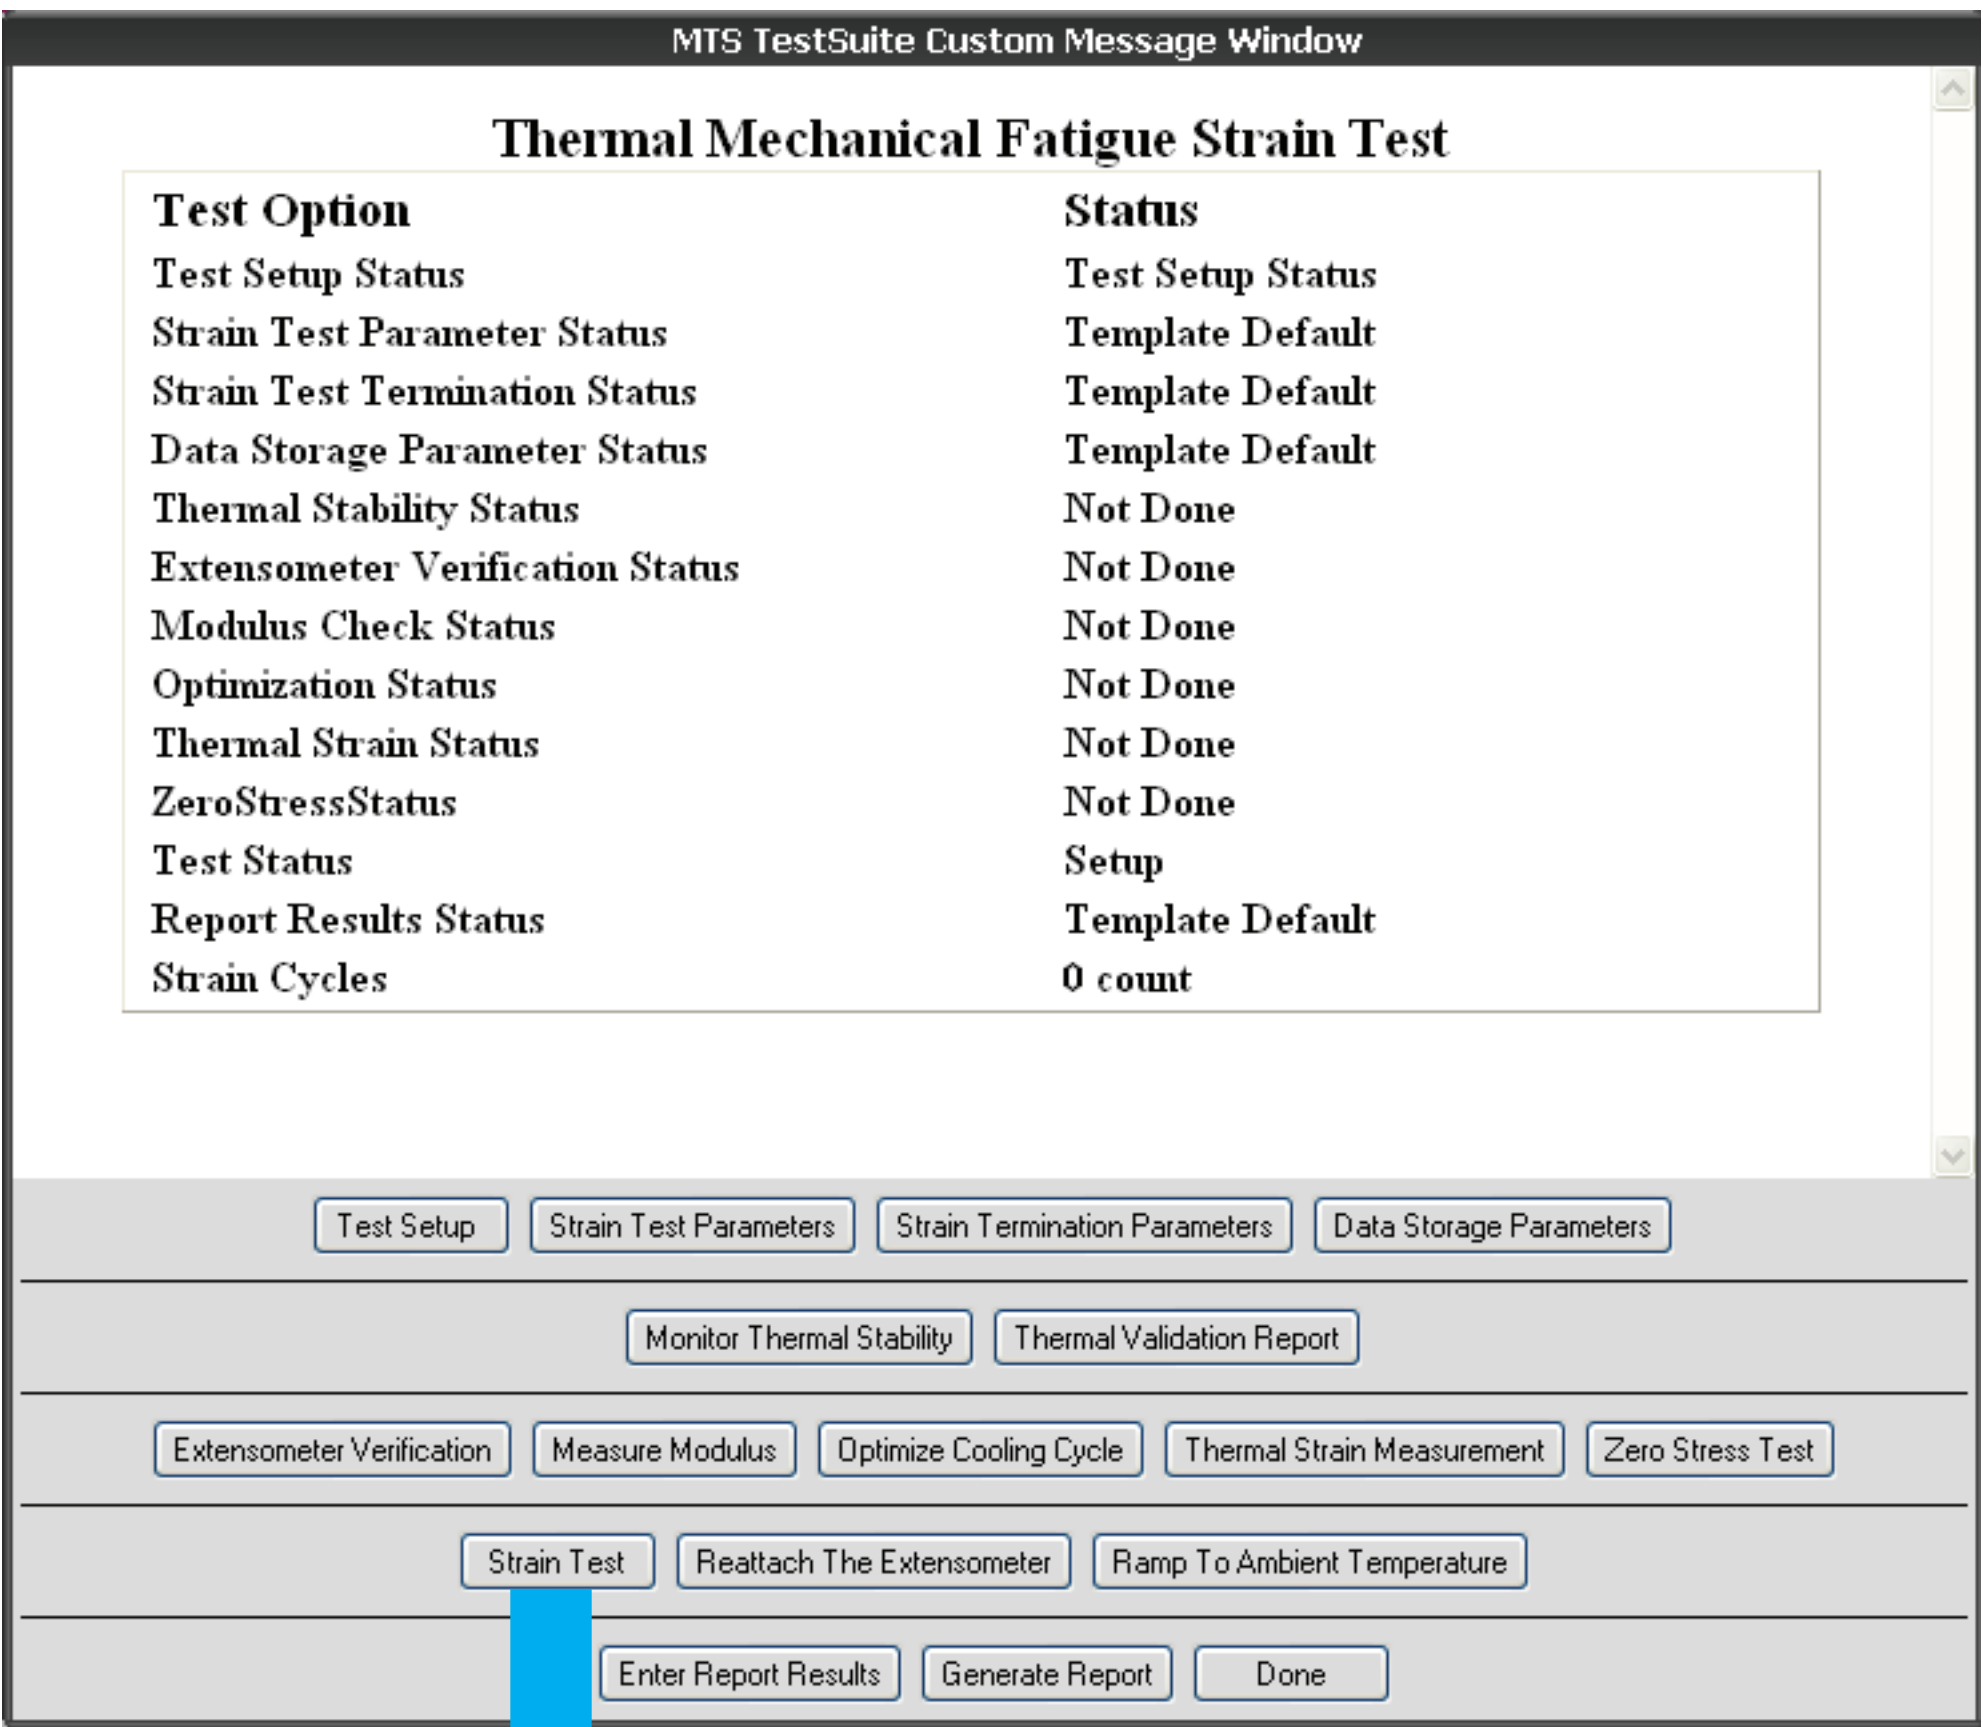 MTS TestSuite Custom Message Window
Thermal Mechanical Fatigue Strain Test
Test Option Status
Test Setup Status Test Setup Status
Strain Test Parameter Status Template Default
Strain Test Termination Status Template Default
Data Storage Parameter Status Template Default
Thermal Stability Status Not Done
Extensometer Verification Status Not Done
Modulus Check Status Not Done
Optimization Status Not Done
Thermal Strain Status Not Done
ZeroStressStatus Not Done
Test Status Setup
Report Results Status Template Default
Strain Cycles 0 count
Test Setup Strain Test Parameters Strain Termination Parameters Data Storage Parameters
Monitor Thermal Stability Thermal Validation Report
Extensometer Verification Measure Modulus Optimize Cooling Cycle Thermal Strain Measurement Zero Stress Test
Strain Test Reattach The Extensometer Ramp To Ambient Temperature
Enter Report Results Generate Report Done